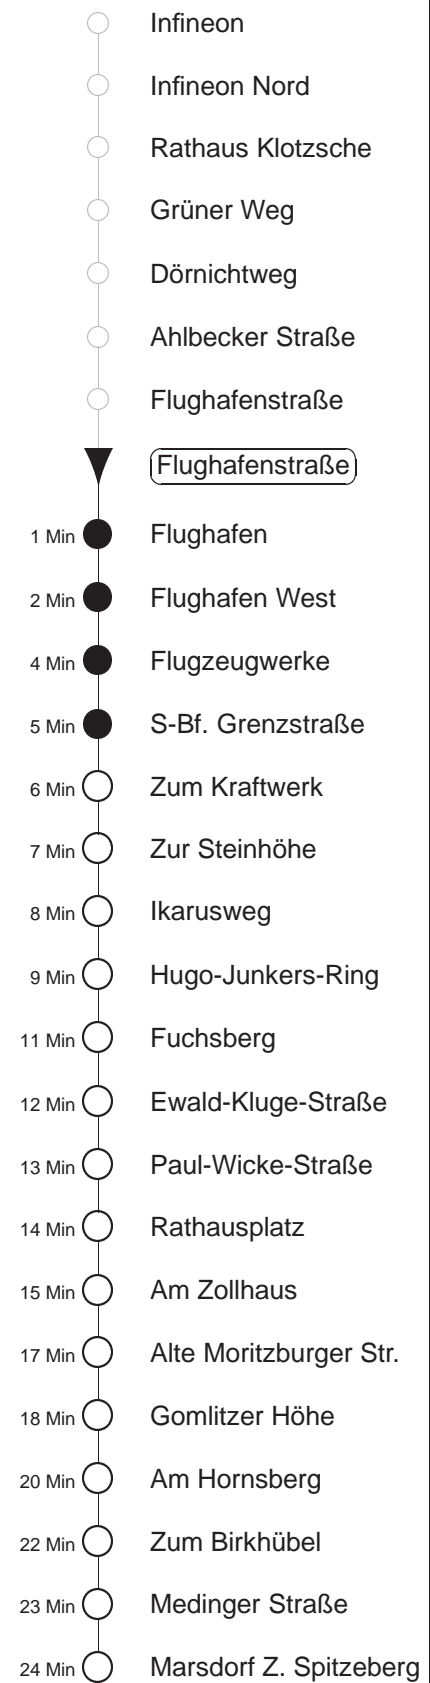 Infineon
Infineon Nord
Rathaus Klotzsche
Grüner Weg
Dörnichtweg
Ahlbecker Straße
Flughafenstraße
Flughafenstraße
1 Min Flughafen
2 Min Flughafen West
4 Min Flugzeugwerke
5 Min S-Bf. Grenzstraße
6 Min Zum Kraftwerk
7 Min Zur Steinhöhe
8 Min Ikarusweg
9 Min Hugo-Junkers-Ring
11 Min Fuchsberg
12 Min Ewald-Kluge-Straße
13 Min Paul-Wicke-Straße
14 Min Rathausplatz
15 Min Am Zollhaus
17 Min Alte Moritzburger Str.
18 Min Gomlitzer Höhe
20 Min Am Hornsberg
22 Min Zum Birkhübel
23 Min Medinger Straße
24 Min Marsdorf Z. Spitzeberg